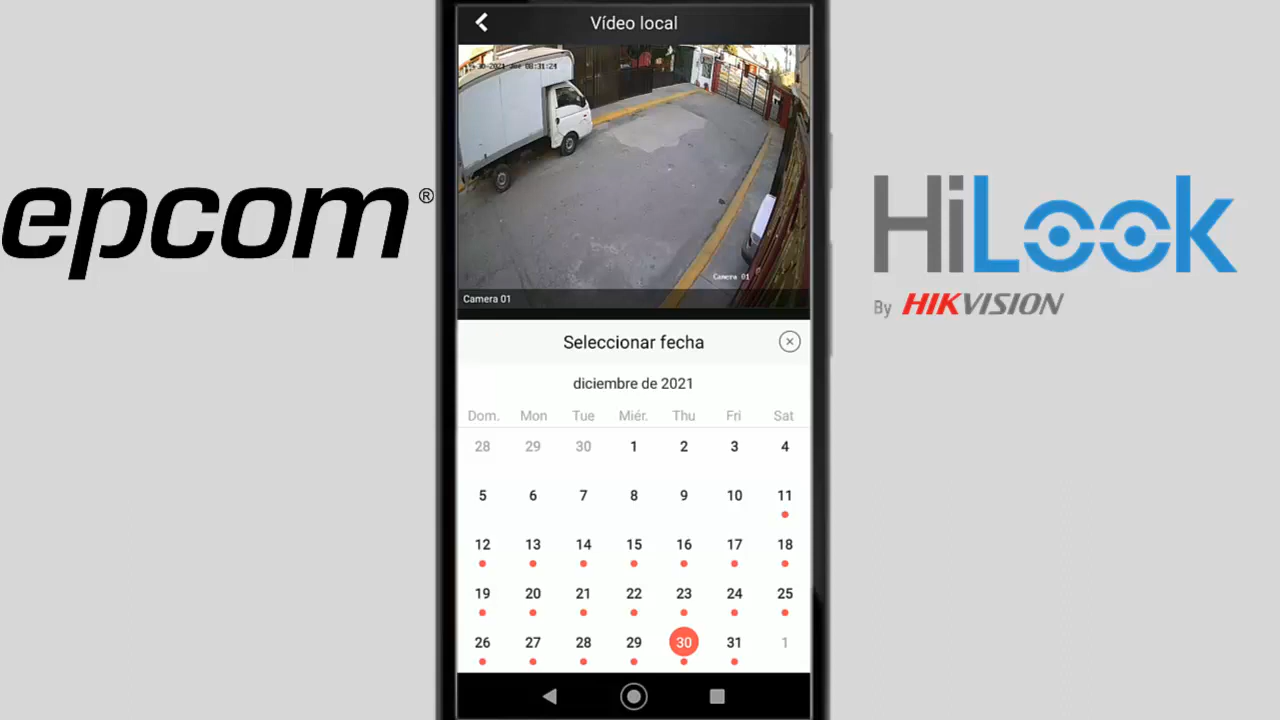 Vídeo local
Camera 01
Camera 01
epcom®
HiLook
By HIKVISION
Seleccionar fecha
diciembre de 2021
Dom. Mon Tue Miér. Thu Fri Sat
28 29 30 1 2 3 4
5 6 7 8 9 10 11
12 13 14 15 16 17 18
19 20 21 22 23 24 25
26 27 28 29 30 31 1